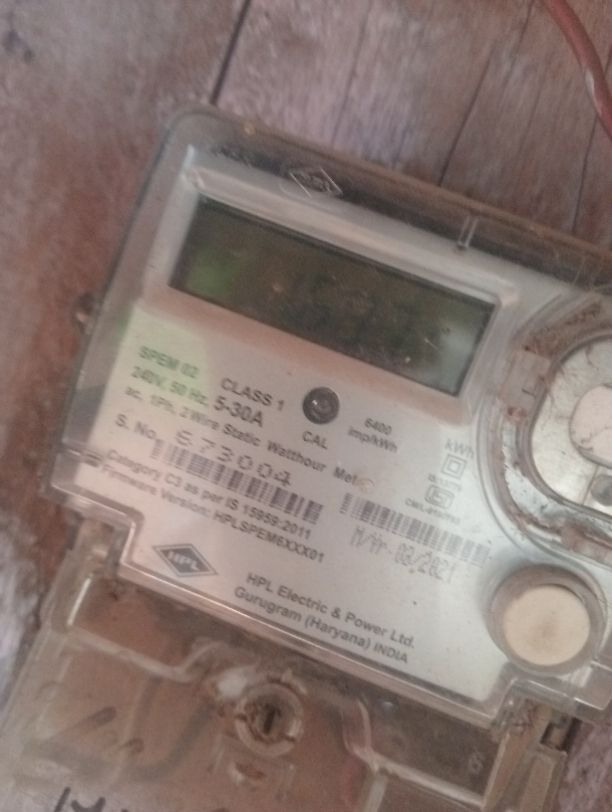 SPEM 02
240V, 50 Hz. CLASS 1
5-30A
ac, 1Ph, 2 Wire Static Watthour
CAL
6400
imp/kWh
kWh
S. No. 673004
Category C3 as per IS 15959:2011
Firmware Version: HPLSPEM6XXX01
HPL
HPL Electric & Power Ltd.
Gurugram (Haryana) INDIA